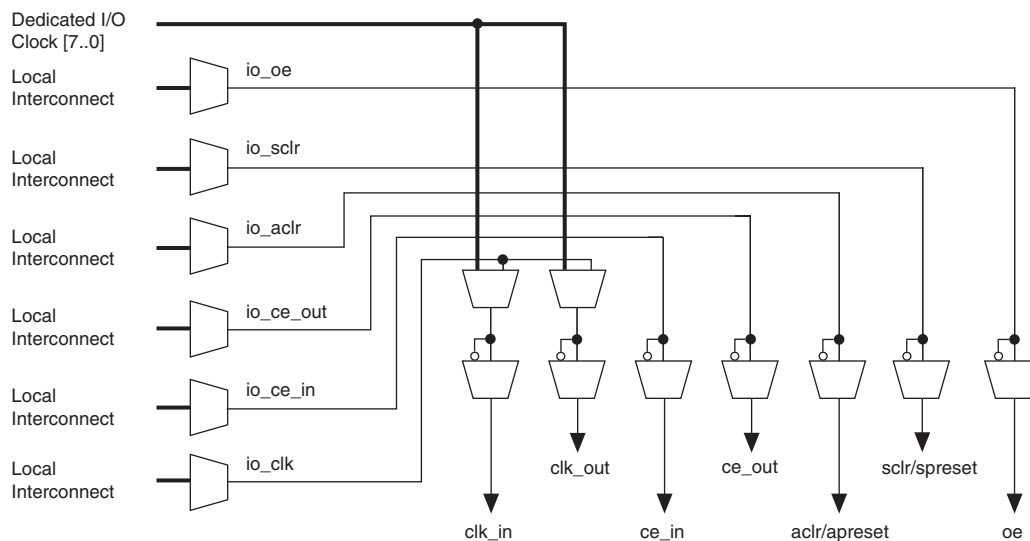 Dedicated I/O
Clock [7..0]
Local
Interconnect
io_oe
Local
Interconnect
io_sclr
Local
Interconnect
io_aclr
Local
Interconnect
io_ce_out
Local
Interconnect
io_ce_in
Local
Interconnect
io_clk
clk_out
ce_out
sclr/spreset
clk_in
ce_in
aclr/apreset
oe